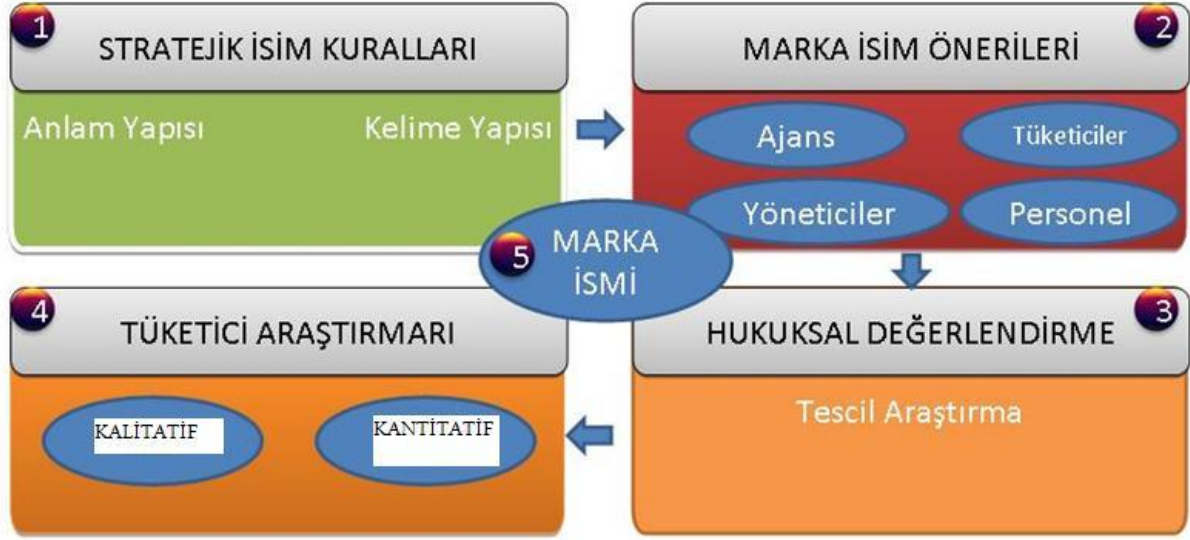 1
STRATEJİK İSİM KURALLARI
Anlam Yapısı Kelime Yapısı
2
MARKA İSİM ÖNERİLERİ
Ajans Tüketiciler
Yöneticiler Personel
3
HUKUKSAL DEĞERLENDİRME
Tescil Araştırma
4
TÜKETİCİ ARAŞTIRMARI
KALİTATİF KANTİTATİF
5
MARKA
İSMİ